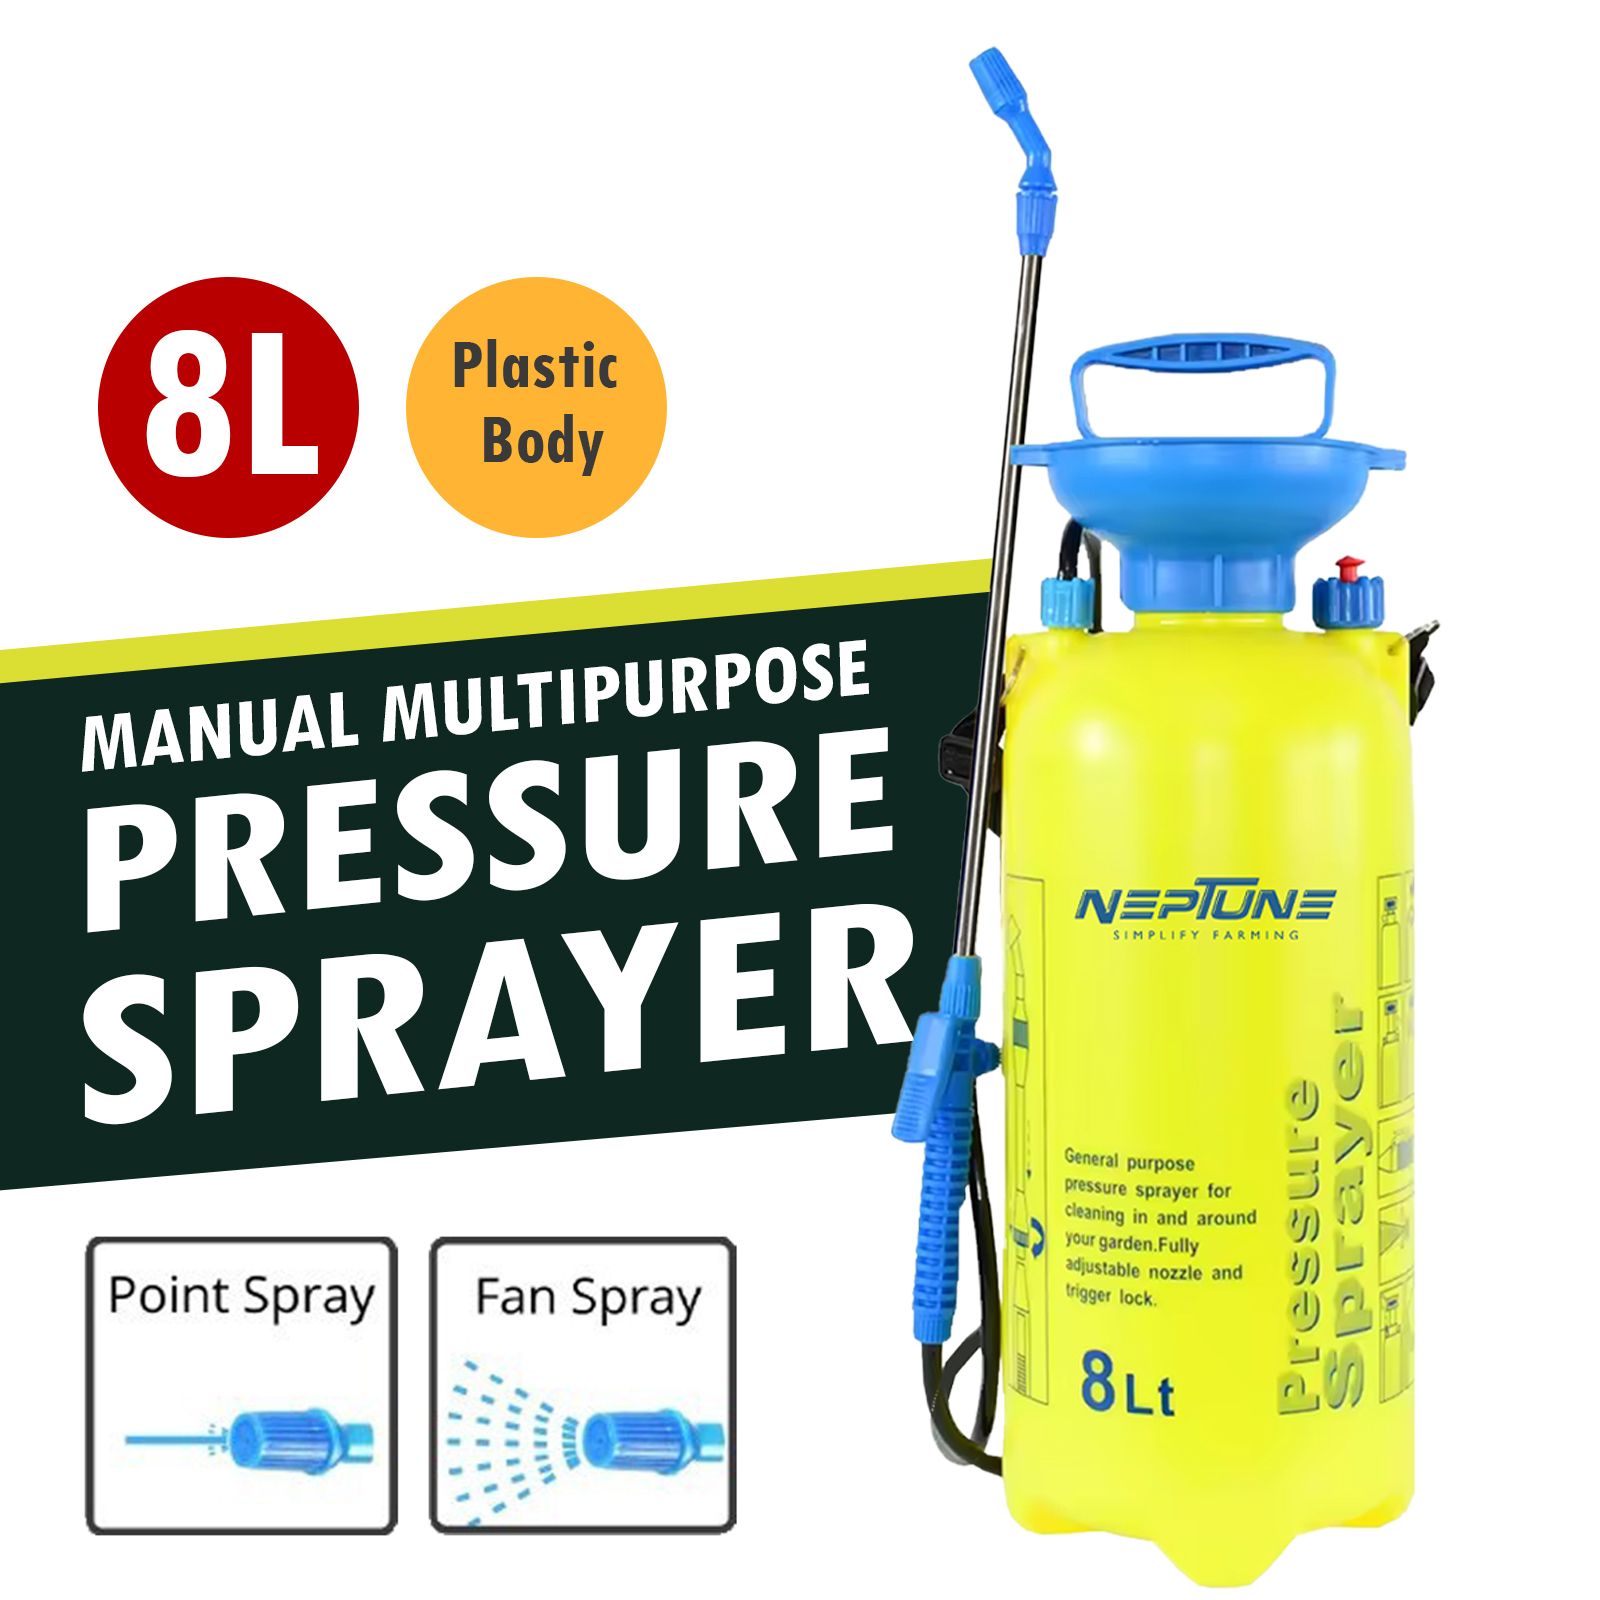 8L
Plastic
Body
MANUAL MULTIPURPOSE
PRESSURE
SPRAYER
Point Spray
Fan Spray
NEPTUNE
SIMPLIFY FARMING
General purpose
pressure sprayer for
cleaning in and around
your garden.Fully
adjustable nozzle and
trigger lock.
8Lt
Pressure
Sprayer